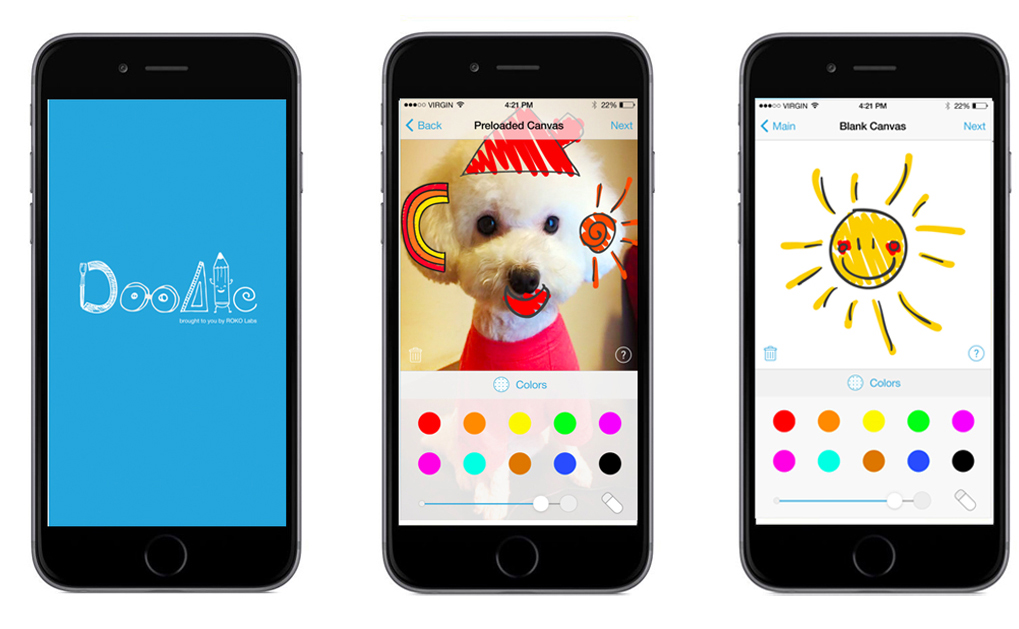 Doodle
brought to you by ROKO Labs
VIRGIN 4:21 PM 22%
Back Preloaded Canvas Next
?
Colors
VIRGIN 4:21 PM 22%
Main Blank Canvas Next
?
Colors